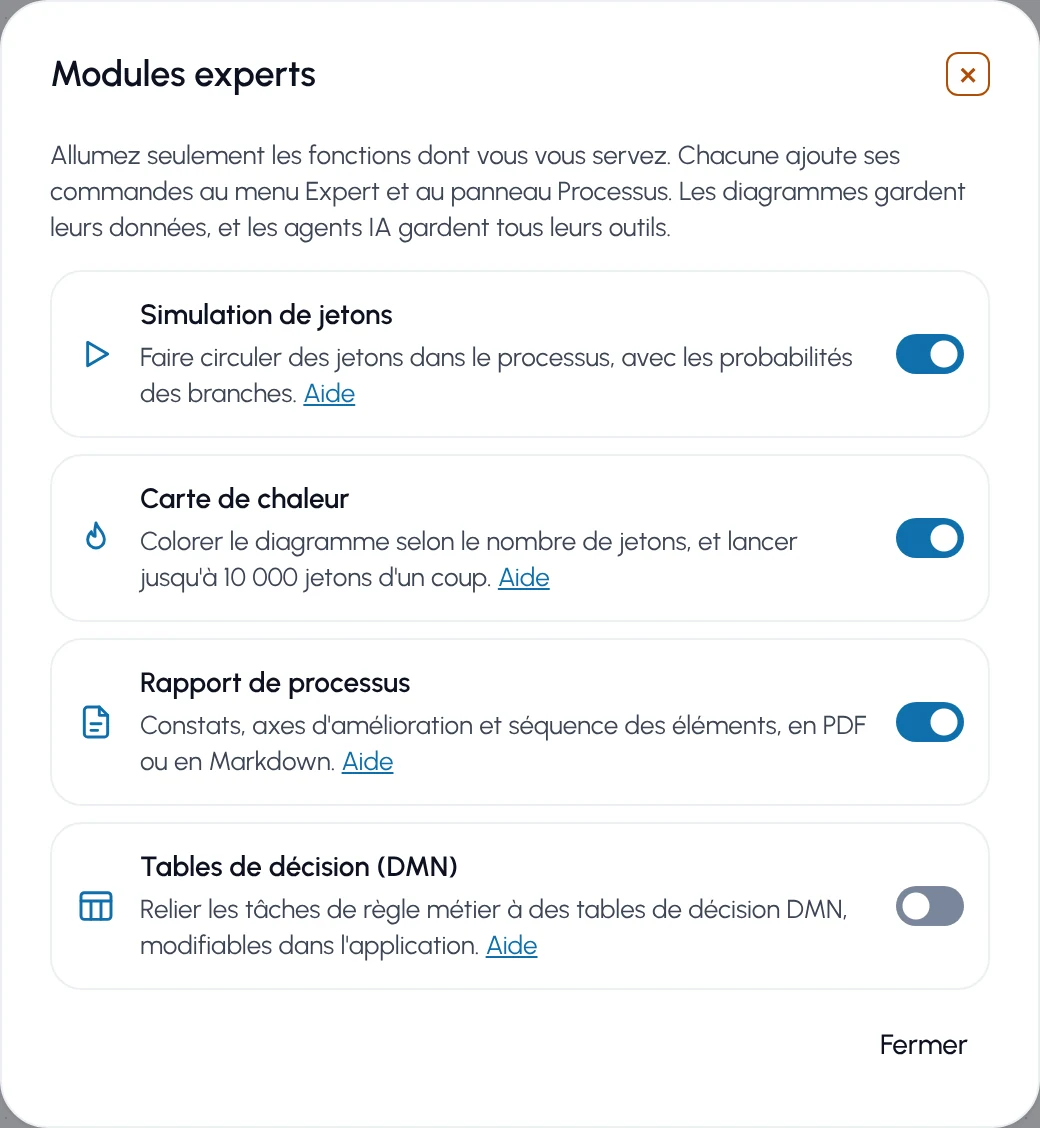 Modules experts
Allumez seulement les fonctions dont vous vous servez. Chacune ajoute ses
commandes au menu Expert et au panneau Processus. Les diagrammes gardent
leurs données, et les agents IA gardent tous leurs outils.
Simulation de jetons
Faire circuler des jetons dans le processus, avec les probabilités
des branches. Aide
Carte de chaleur
Colorer le diagramme selon le nombre de jetons, et lancer
jusqu'à 10 000 jetons d'un coup. Aide
Rapport de processus
Constats, axes d'amélioration et séquence des éléments, en PDF
ou en Markdown. Aide
Tables de décision (DMN)
Relier les tâches de règle métier à des tables de décision DMN,
modifiables dans l'application. Aide
Fermer